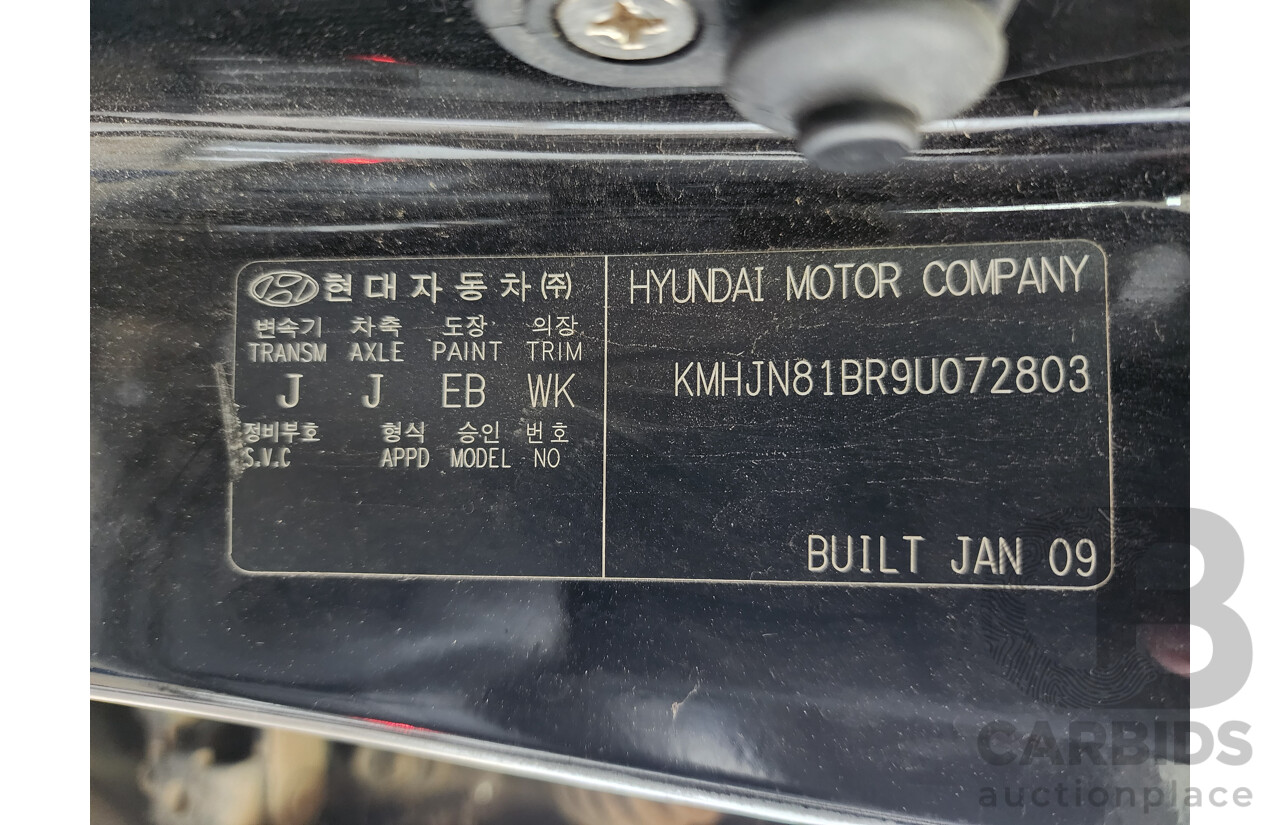 현대자동차(주)
변속기 차축 도장 의장
TRANSM AXLE PAINT TRIM
J J EB WK
정비부호 형식 승인 번호
S.V.C APPD MODEL NO
HYUNDAI MOTOR COMPANY
KMHJN81BR9U072803
BUILT JAN 09
CARBIDS
auctionplace